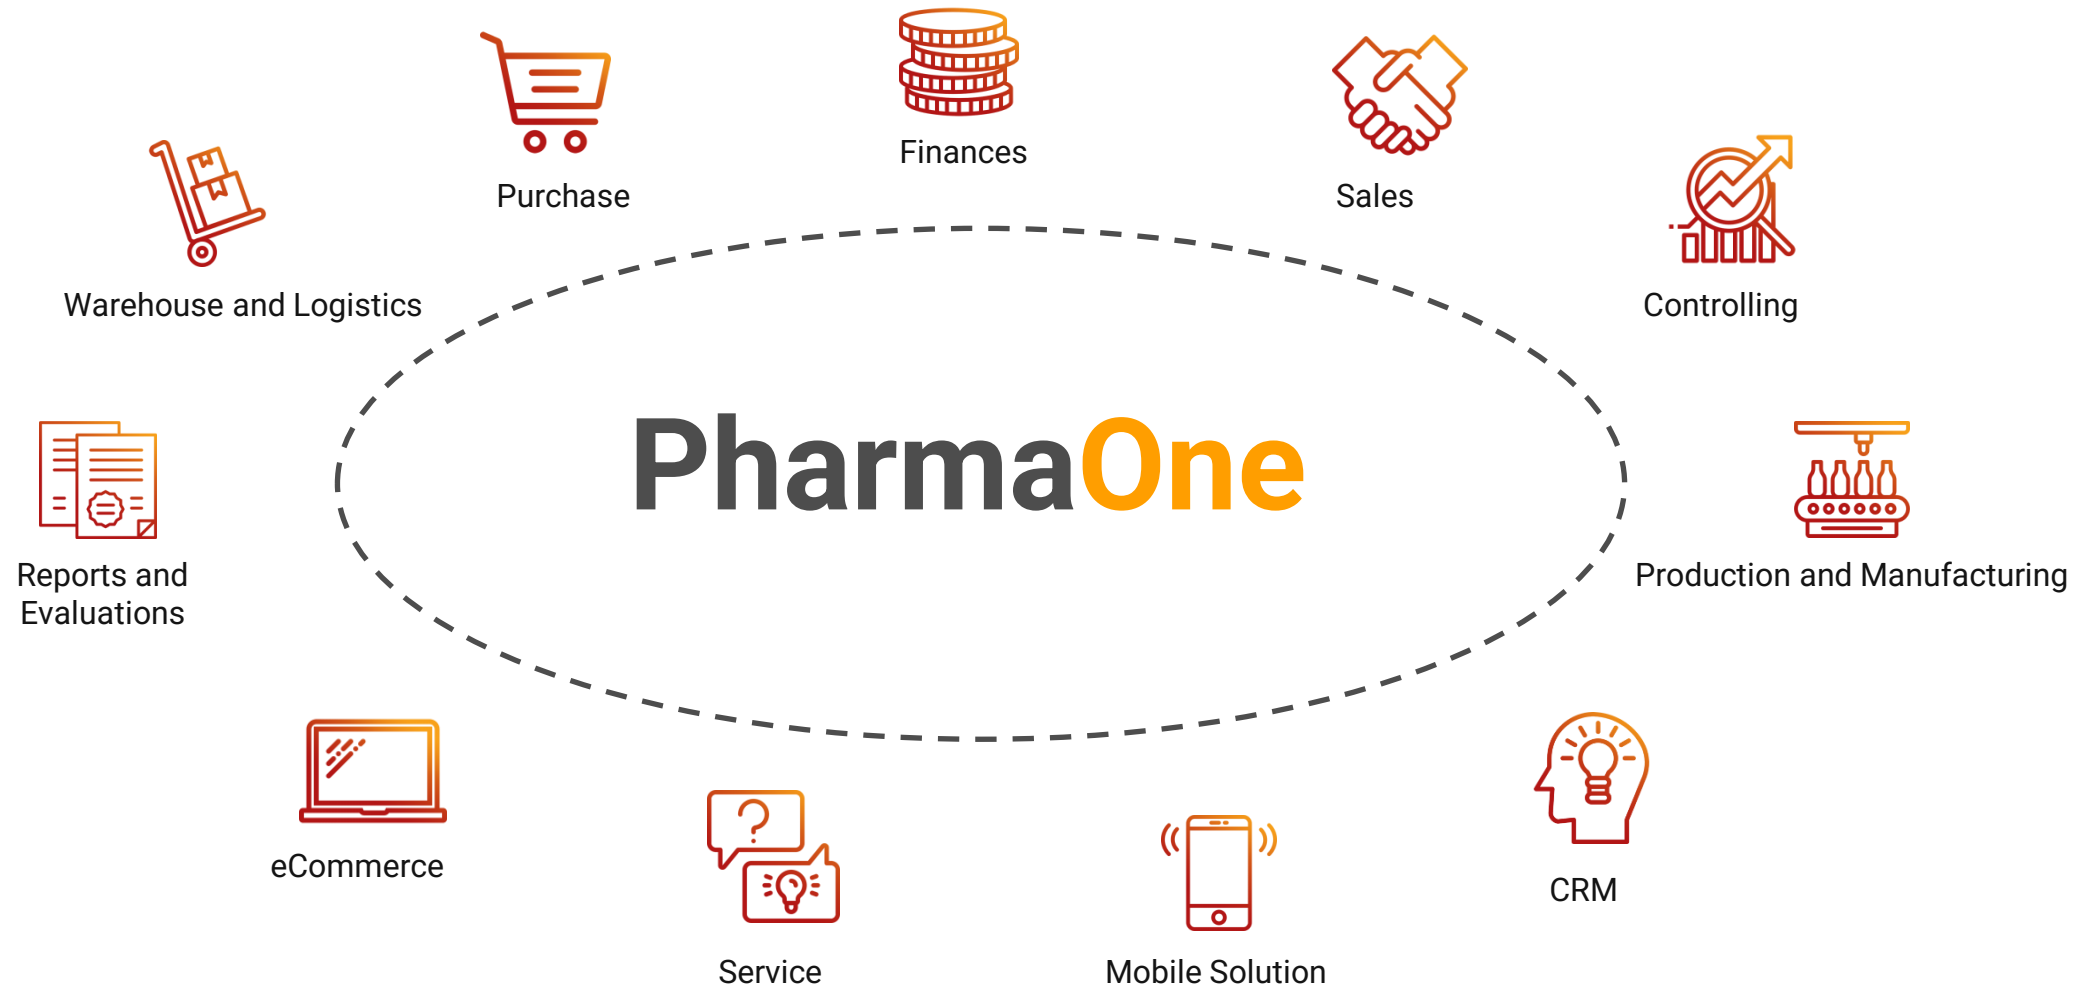 Finances
Purchase
Sales
Warehouse and Logistics
Controlling
PharmaOne
Reports and
Evaluations
Production and Manufacturing
eCommerce
CRM
Service
Mobile Solution